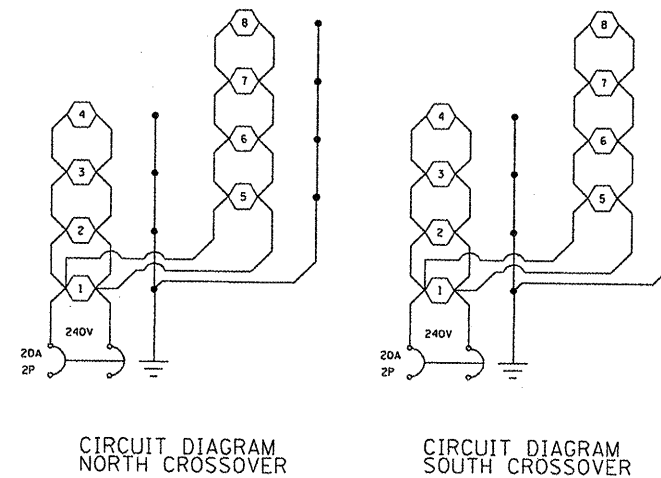 8
7
4
6
3
5
2
1
240V
20A
2P
CIRCUIT DIAGRAM
NORTH CROSSOVER
8
7
4
6
3
5
2
1
240V
20A
2P
CIRCUIT DIAGRAM
SOUTH CROSSOVER